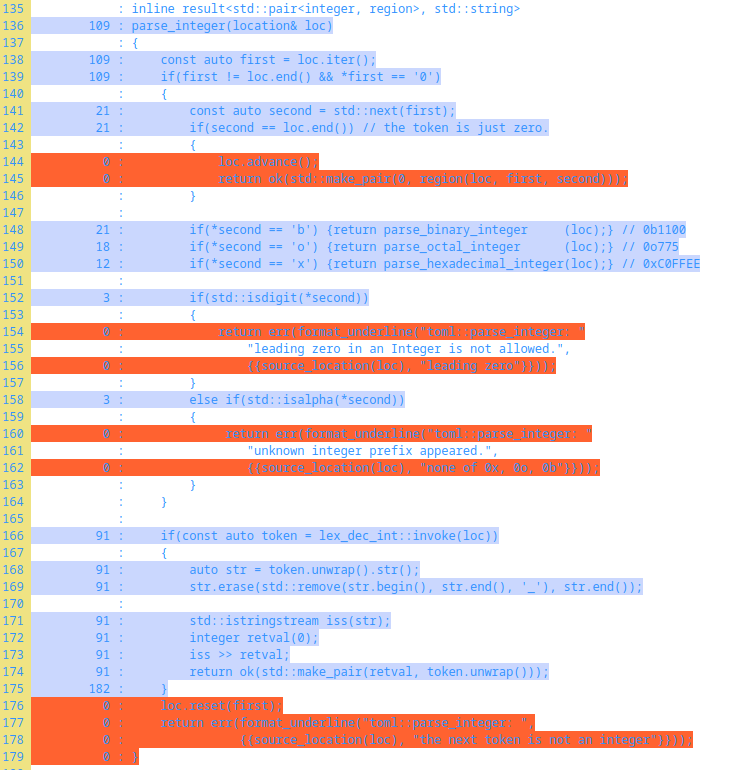 135 : inline result<std::pair<integer, region>, std::string>
136 109 : parse_integer(location& loc)
137 : {
138 109 : const auto first = loc.iter();
139 109 : if(first != loc.end() && *first == '0')
140 : {
141 21 : const auto second = std::next(first);
142 21 : if(second == loc.end()) // the token is just zero.
143 : {
144 0 : loc.advance();
145 0 : return ok(std::make_pair(0, region(loc, first, second)));
146 : }
147 :
148 21 : if(*second == 'b') {return parse_binary_integer (loc);} // 0b1100
149 18 : if(*second == 'o') {return parse_octal_integer (loc);} // 0o775
150 12 : if(*second == 'x') {return parse_hexadecimal_integer(loc);} // 0xC0FFEE
151 :
152 3 : if(std::isdigit(*second))
153 : {
154 0 : return err(format_underline("toml::parse_integer: "
155 : "leading zero in an Integer is not allowed.",
156 0 : {{source_location(loc), "leading zero"}}));
157 : }
158 3 : else if(std::isalpha(*second))
159 : {
160 0 : return err(format_underline("toml::parse_integer: "
161 : "unknown integer prefix appeared.",
162 0 : {{source_location(loc), "none of 0x, 0o, 0b"}}));
163 : }
164 : }
165 :
166 91 : if(const auto token = lex_dec_int::invoke(loc))
167 : {
168 91 : auto str = token.unwrap().str();
169 91 : str.erase(std::remove(str.begin(), str.end(), '_'), str.end());
170 :
171 91 : std::istringstream iss(str);
172 91 : integer retval(0);
173 91 : iss >> retval;
174 91 : return ok(std::make_pair(retval, token.unwrap()));
175 182 : }
176 0 : loc.reset(first);
177 0 : return err(format_underline("toml::parse_integer: ",
178 0 : {{source_location(loc), "the next token is not an integer"}}));
179 0 : }